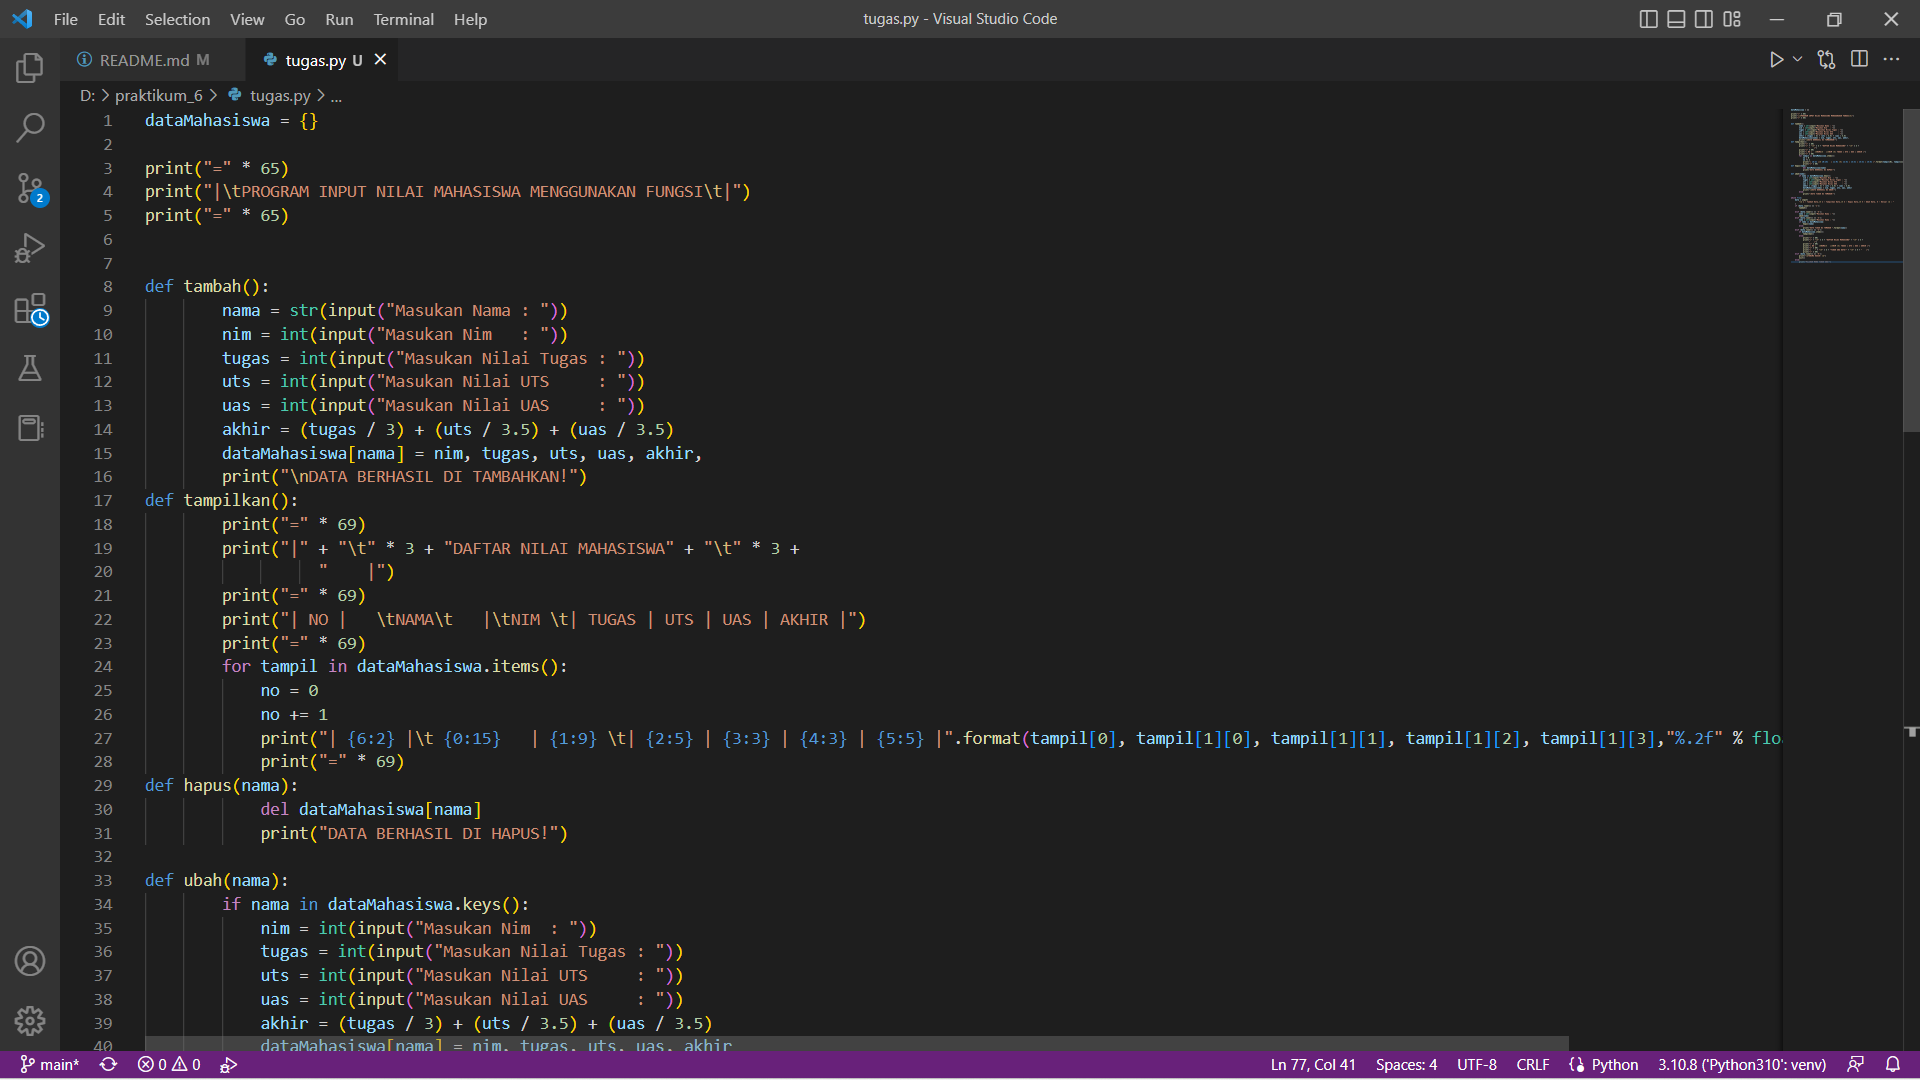 File Edit Selection View Go Run Terminal Help tugas.py - Visual Studio Code
README.md M tugas.py U
D: > praktikum_6 > tugas.py > ...
1 dataMahasiswa = {}
2
3 print("=" * 65)
4 print("|\tPROGRAM INPUT NILAI MAHASISWA MENGGUNAKAN FUNGSI\t|")
5 print("=" * 65)
6
7
8 def tambah():
9         nama = str(input("Masukan Nama : "))
10         nim = int(input("Masukan Nim   : "))
11         tugas = int(input("Masukan Nilai Tugas : "))
12         uts = int(input("Masukan Nilai UTS     : "))
13         uas = int(input("Masukan Nilai UAS     : "))
14         akhir = (tugas / 3) + (uts / 3.5) + (uas / 3.5)
15         dataMahasiswa[nama] = nim, tugas, uts, uas, akhir,
16         print("\nDATA BERHASIL DI TAMBAHKAN!")
17 def tampilkan():
18         print("=" * 69)
19         print("|" + "\t" * 3 + "DAFTAR NILAI MAHASISWA" + "\t" * 3 +
20                   "    |")
21         print("=" * 69)
22         print("| NO |   \tNAMA\t   |\tNIM \t| TUGAS | UTS | UAS | AKHIR |")
23         print("=" * 69)
24         for tampil in dataMahasiswa.items():
25             no = 0
26             no += 1
27             print("| {6:2} |\t {0:15}   | {1:9} \t| {2:5} | {3:3} | {4:3} | {5:5} |".format(tampil[0], tampil[1][0], tampil[1][1], tampil[1][2], tampil[1][3],"%.2f" % flo
28             print("=" * 69)
29 def hapus(nama):
30             del dataMahasiswa[nama]
31             print("DATA BERHASIL DI HAPUS!")
32
33 def ubah(nama):
34         if nama in dataMahasiswa.keys():
35             nim = int(input("Masukan Nim  : "))
36             tugas = int(input("Masukan Nilai Tugas : "))
37             uts = int(input("Masukan Nilai UTS     : "))
38             uas = int(input("Masukan Nilai UAS     : "))
39             akhir = (tugas / 3) + (uts / 3.5) + (uas / 3.5)
40             dataMahasiswa[nama] = nim, tugas, uts, uas, akhir
2
main* 0 0 Ln 77, Col 41 Spaces: 4 UTF-8 CRLF Python 3.10.8 ('Python310': venv)